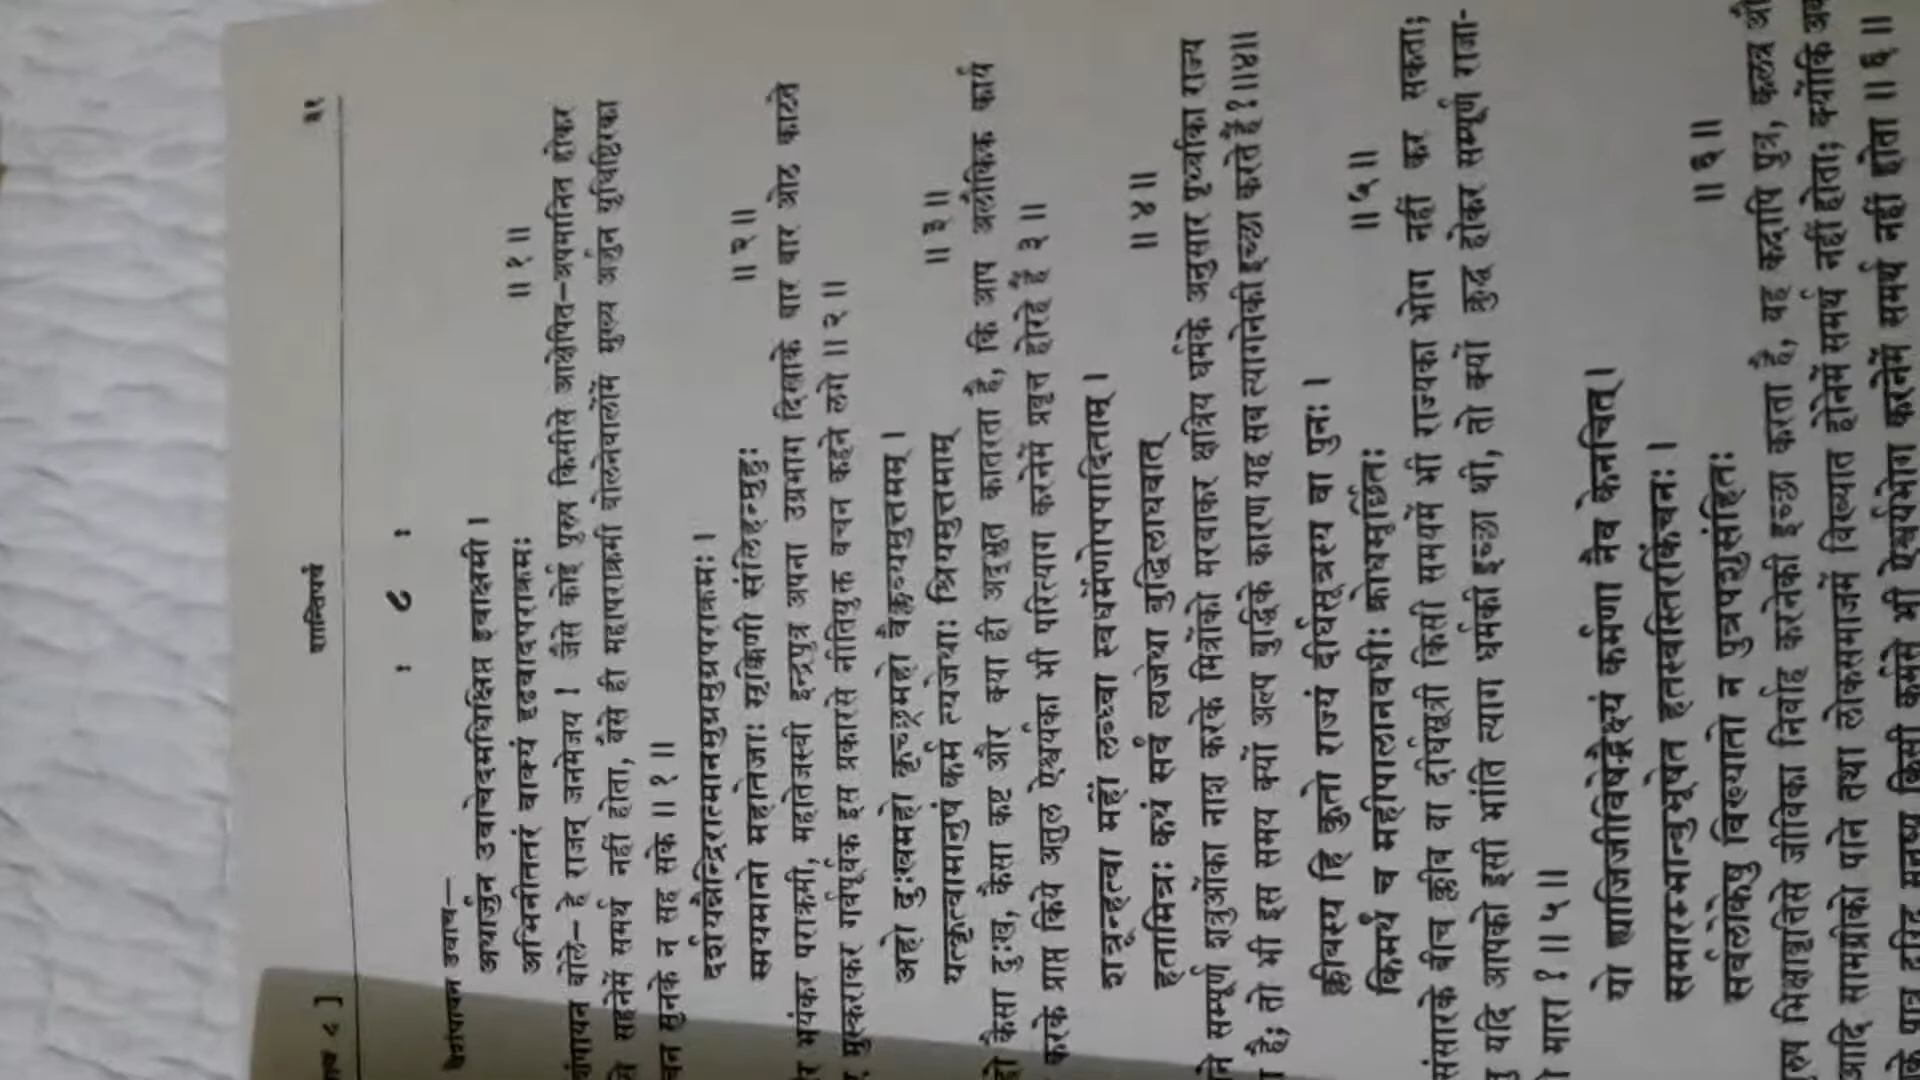 ८ ]
शान्तिपर्व
३१
: ८ :
वैशंपायन उवाच—
अथार्जुन उवाचेदमधिक्षिप्त इवाक्षमी ।
अभिनीततरं वाक्यं दृढवादपराक्रमः ॥ १ ॥
बोले— हे राजन् जनमेजय ! जैसे कोई पुरुष किसीसे आक्षेपित-अपमानित होकर
सहनेमें समर्थ नहीं होता, वैसे ही महापराक्रमी बोलनेवालोंमें मुख्य अर्जुन युधिष्ठिरका
सुनके न सह सके ॥ १ ॥
दर्शयन्नैन्द्रिरात्मानमुग्रमुग्रपराक्रमः ।
स्मयमानो महातेजाः सृक्किणी संलिहन्मुहुः ॥ २ ॥
भयंकर पराक्रमी, महातेजस्वी इन्द्रपुत्र अपना उग्रभाव दिखाके बार बार ओठ काटते
मुस्कराकर गर्वपूर्वक इस प्रकारसे नीतियुक्त वचन कहने लगे ॥ २ ॥
अहो दुःखमहो कृच्छ्रमहो वैक्लव्यमुत्तमम् ।
यत्कृत्वामानुषं कर्म त्यजेथाः श्रियमुत्तमाम् ॥ ३ ॥
कैसा दुःख, कैसा कष्ट और क्या ही अद्भुत कातरता है, कि आप अलौकिक कार्य
करके प्राप्त किये अतुल ऐश्वर्यका भी परित्याग करनेमें प्रवृत्त होरहे हैं ३ ॥
शत्रून्हत्वा महीं लब्ध्वा स्वधर्मेणोपपादिताम् ।
हतामित्रः कथं सर्वं त्यजेथा बुद्धिलाघवात् ॥ ४ ॥
सम्पूर्ण शत्रुओंका नाश करके मित्रोंको मरवाकर क्षत्रिय धर्मके अनुसार पृथ्वीका राज्य
है; तो भी इस समय क्यों अल्प बुद्धिके कारण यह सब त्यागनेकी इच्छा करते हैं ? ॥४॥
क्लीबस्य हि कुतो राज्यं दीर्घसूत्रस्य वा पुनः ।
किमर्थं च महीपालानवधीः क्रोधमूर्छितः ॥ ५ ॥
संसारके बीच क्लीव वा दीर्घसूत्री किसी समयमें भी राज्यका भोग नहीं कर सकता;
यदि आपको इसी भांति त्याग धर्मकी इच्छा थी, तो क्यों क्रुद्ध होकर सम्पूर्ण राजा-
मारा ? ॥ ५ ॥
यो ह्याजिजीविषेद्भैक्ष्यं कर्मणा नैव केनचित् ।
समारम्भान्बुभूषेत हतस्वस्तिरकिंचनः ।
सर्वलोकेषु विख्यातो न पुत्रपशुसंहितः ॥ ६ ॥
भिक्षावृत्तिसे जीविका निर्वाह करनेकी इच्छा करता है, वह कदापि पुत्र, कलत्र
आदि सामग्रीको पाने तथा लोकसमाजमें विख्यात होनेमें समर्थ नहीं होता; क्योंकि
दरिद्र मनुष्य किसी कर्मसे भी ऐश्वर्यभोग करनेमें समर्थ नहीं होता ॥ ६ ॥